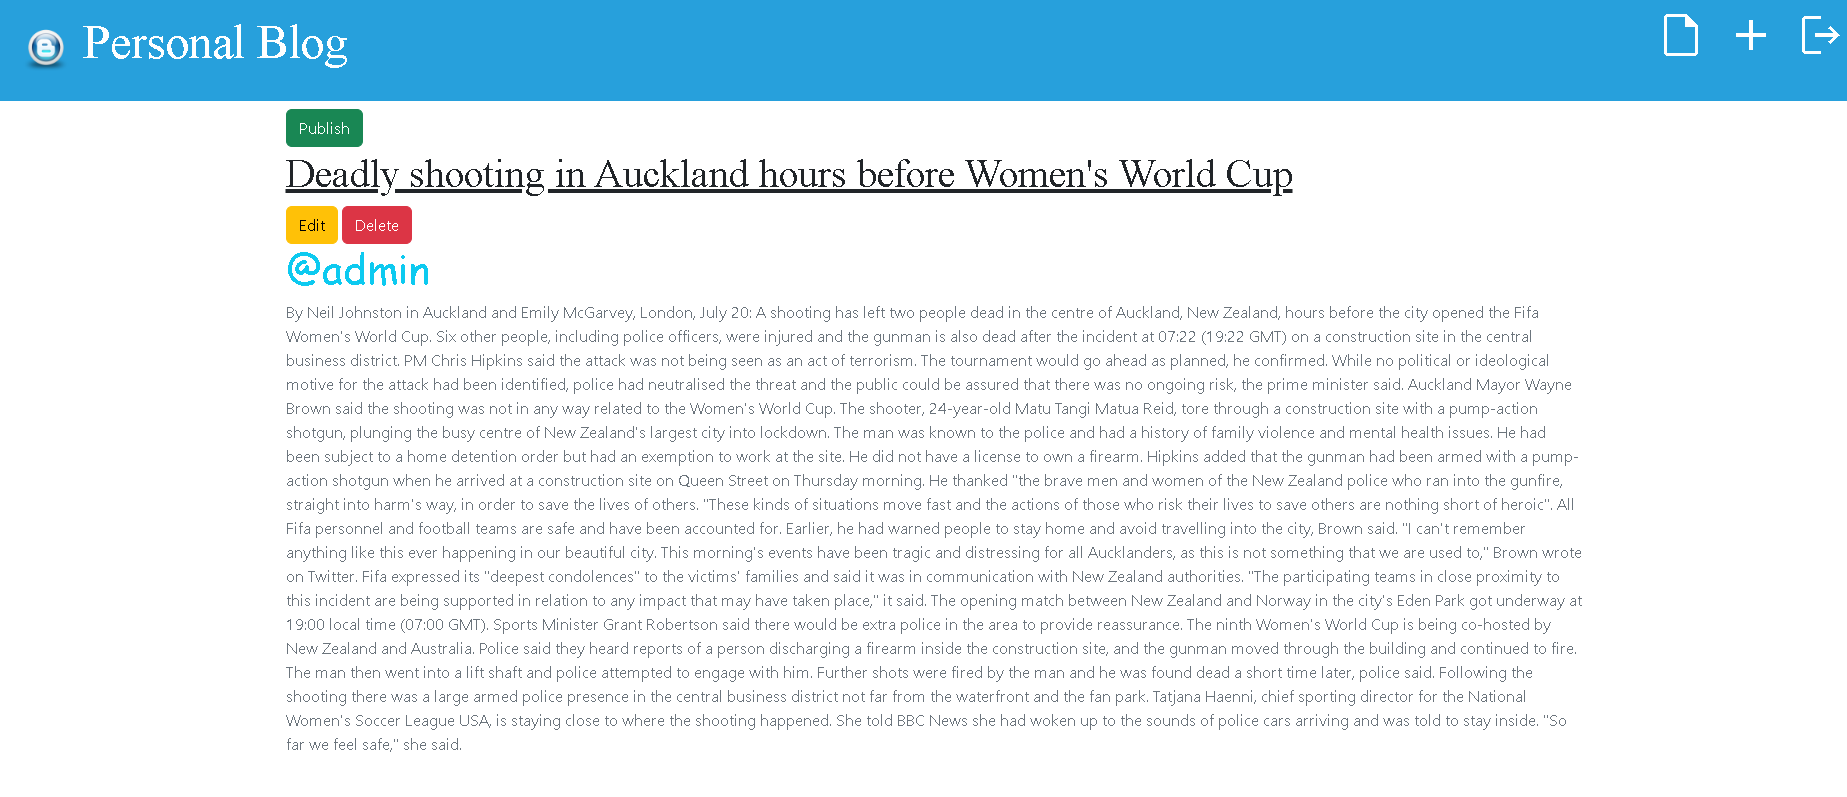 Personal Blog
Publish
Deadly shooting in Auckland hours before Women's World Cup
Edit Delete
@admin
By Neil Johnston in Auckland and Emily McGarvey, London, July 20: A shooting has left two people dead in the centre of Auckland, New Zealand, hours before the city opened the Fifa
Women's World Cup. Six other people, including police officers, were injured and the gunman is also dead after the incident at 07:22 (19:22 GMT) on a construction site in the central
business district. PM Chris Hipkins said the attack was not being seen as an act of terrorism. The tournament would go ahead as planned, he confirmed. While no political or ideological
motive for the attack had been identified, police had neutralised the threat and the public could be assured that there was no ongoing risk, the prime minister said. Auckland Mayor Wayne
Brown said the shooting was not in any way related to the Women's World Cup. The shooter, 24-year-old Matu Tangi Matua Reid, tore through a construction site with a pump-action
shotgun, plunging the busy centre of New Zealand's largest city into lockdown. The man was known to the police and had a history of family violence and mental health issues. He had
been subject to a home detention order but had an exemption to work at the site. He did not have a license to own a firearm. Hipkins added that the gunman had been armed with a pump-
action shotgun when he arrived at a construction site on Queen Street on Thursday morning. He thanked "the brave men and women of the New Zealand police who ran into the gunfire,
straight into harm's way, in order to save the lives of others. "These kinds of situations move fast and the actions of those who risk their lives to save others are nothing short of heroic". All
Fifa personnel and football teams are safe and have been accounted for. Earlier, he had warned people to stay home and avoid travelling into the city, Brown said. "I can't remember
anything like this ever happening in our beautiful city. This morning's events have been tragic and distressing for all Aucklanders, as this is not something that we are used to," Brown wrote
on Twitter. Fifa expressed its "deepest condolences" to the victims' families and said it was in communication with New Zealand authorities. "The participating teams in close proximity to
this incident are being supported in relation to any impact that may have taken place," it said. The opening match between New Zealand and Norway in the city's Eden Park got underway at
19:00 local time (07:00 GMT). Sports Minister Grant Robertson said there would be extra police in the area to provide reassurance. The ninth Women's World Cup is being co-hosted by
New Zealand and Australia. Police said they heard reports of a person discharging a firearm inside the construction site, and the gunman moved through the building and continued to fire.
The man then went into a lift shaft and police attempted to engage with him. Further shots were fired by the man and he was found dead a short time later, police said. Following the
shooting there was a large armed police presence in the central business district not far from the waterfront and the fan park. Tatjana Haenni, chief sporting director for the National
Women's Soccer League USA, is staying close to where the shooting happened. She told BBC News she had woken up to the sounds of police cars arriving and was told to stay inside. "So
far we feel safe," she said.